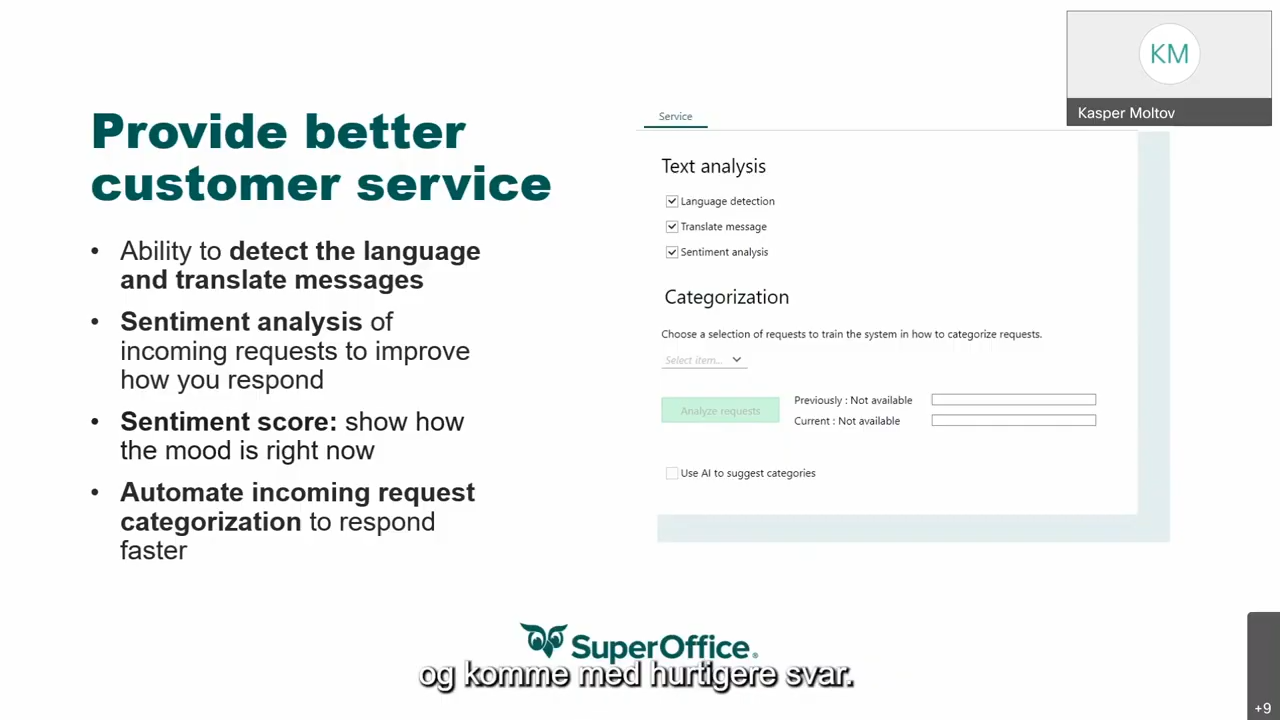 KM
Kasper Moltov
Provide better
customer service
• Ability to detect the language
and translate messages
• Sentiment analysis of
incoming requests to improve
how you respond
• Sentiment score: show how
the mood is right now
• Automate incoming request
categorization to respond
faster
Service
Text analysis
Language detection
Translate message
Sentiment analysis
Categorization
Choose a selection of requests to train the system in how to categorize requests.
Select item...
Analyze requests
Previously : Not available
Current : Not available
Use AI to suggest categories
SuperOffice®
og komme med hurtigere svar.
+9